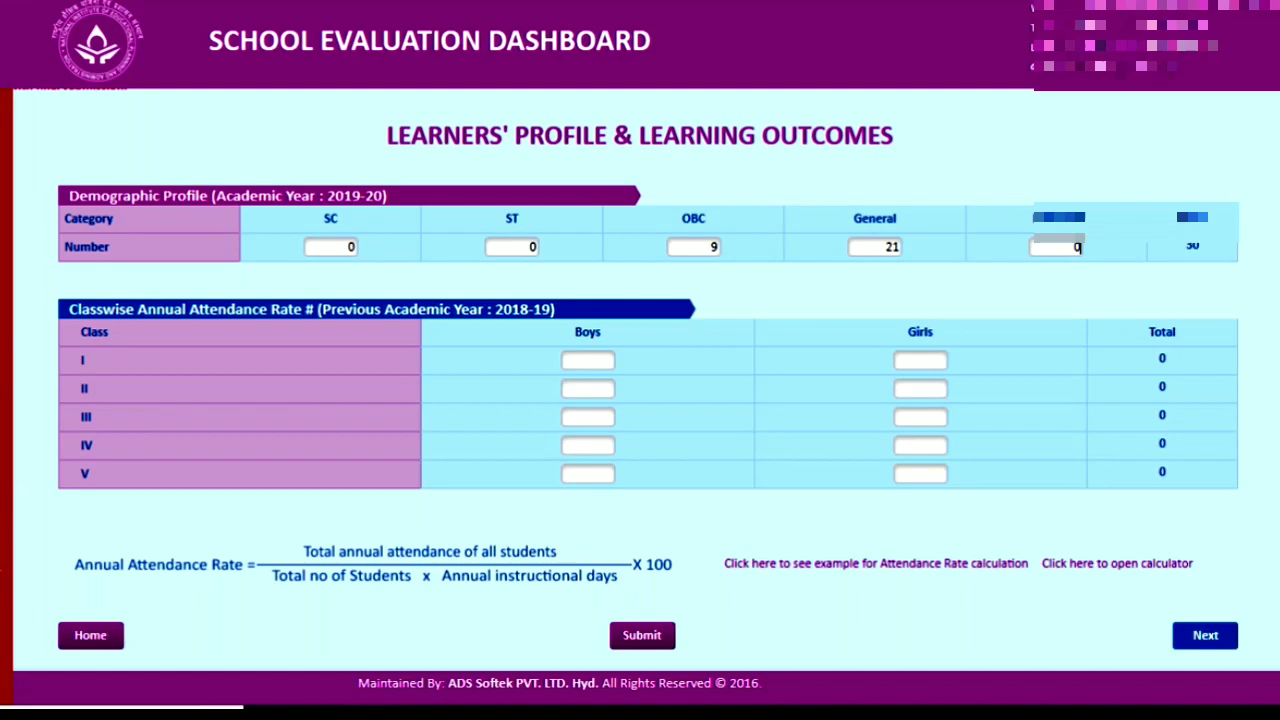 SCHOOL EVALUATION DASHBOARD
LEARNERS' PROFILE & LEARNING OUTCOMES
Demographic Profile (Academic Year : 2019-20)
Category SC ST OBC General
Number 0 0 9 21 0 30
Classwise Annual Attendance Rate # (Previous Academic Year : 2018-19)
Class Boys Girls Total
I 0
II 0
III 0
IV 0
V 0
Annual Attendance Rate = Total annual attendance of all students X 100
Total no of Students x Annual instructional days
Click here to see example for Attendance Rate calculation Click here to open calculator
Home Submit Next
Maintained By: ADS Softek PVT. LTD. Hyd. All Rights Reserved © 2016.